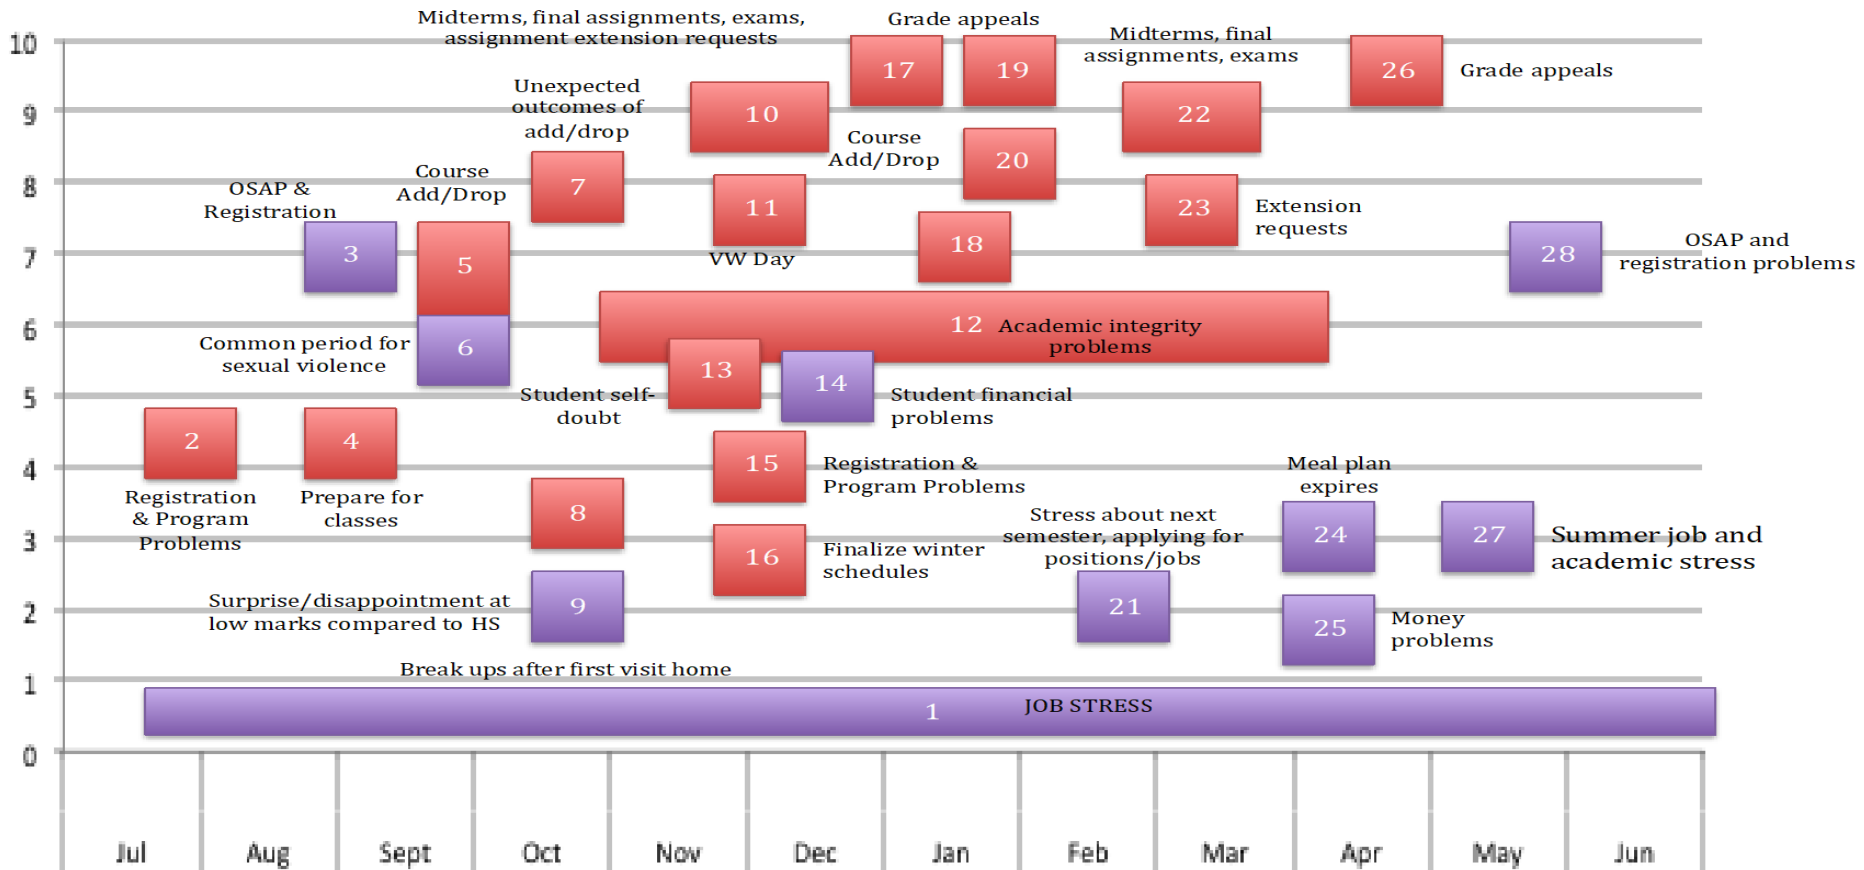 Midterms, final assignments, exams,
assignment extension requests
Grade appeals
Midterms, final
assignments, exams
10
17
19
26
Grade appeals
Unexpected
outcomes of
add/drop
9
10
22
Course
Add/Drop
20
Course
Add/Drop
OSAP &
Registration
8
7
11
23
Extension
requests
VW Day
7
3
5
18
28
OSAP and
registration problems
6
12
Academic integrity
problems
Common period for
sexual violence
6
13
14
Student self-
doubt
Student financial
problems
5
2
4
4
15
Registration &
Program Problems
Meal plan
expires
Registration
& Program
Problems
Prepare for
classes
8
Stress about next
semester, applying for
positions/jobs
24
27
Summer job and
academic stress
3
16
Finalize winter
schedules
Surprise/disappointment at
low marks compared to HS
9
21
2
25
Money
problems
Break ups after first visit home
1
1
JOB STRESS
0
Jul
Aug
Sept
Oct
Nov
Dec
Jan
Feb
Mar
Apr
May
Jun